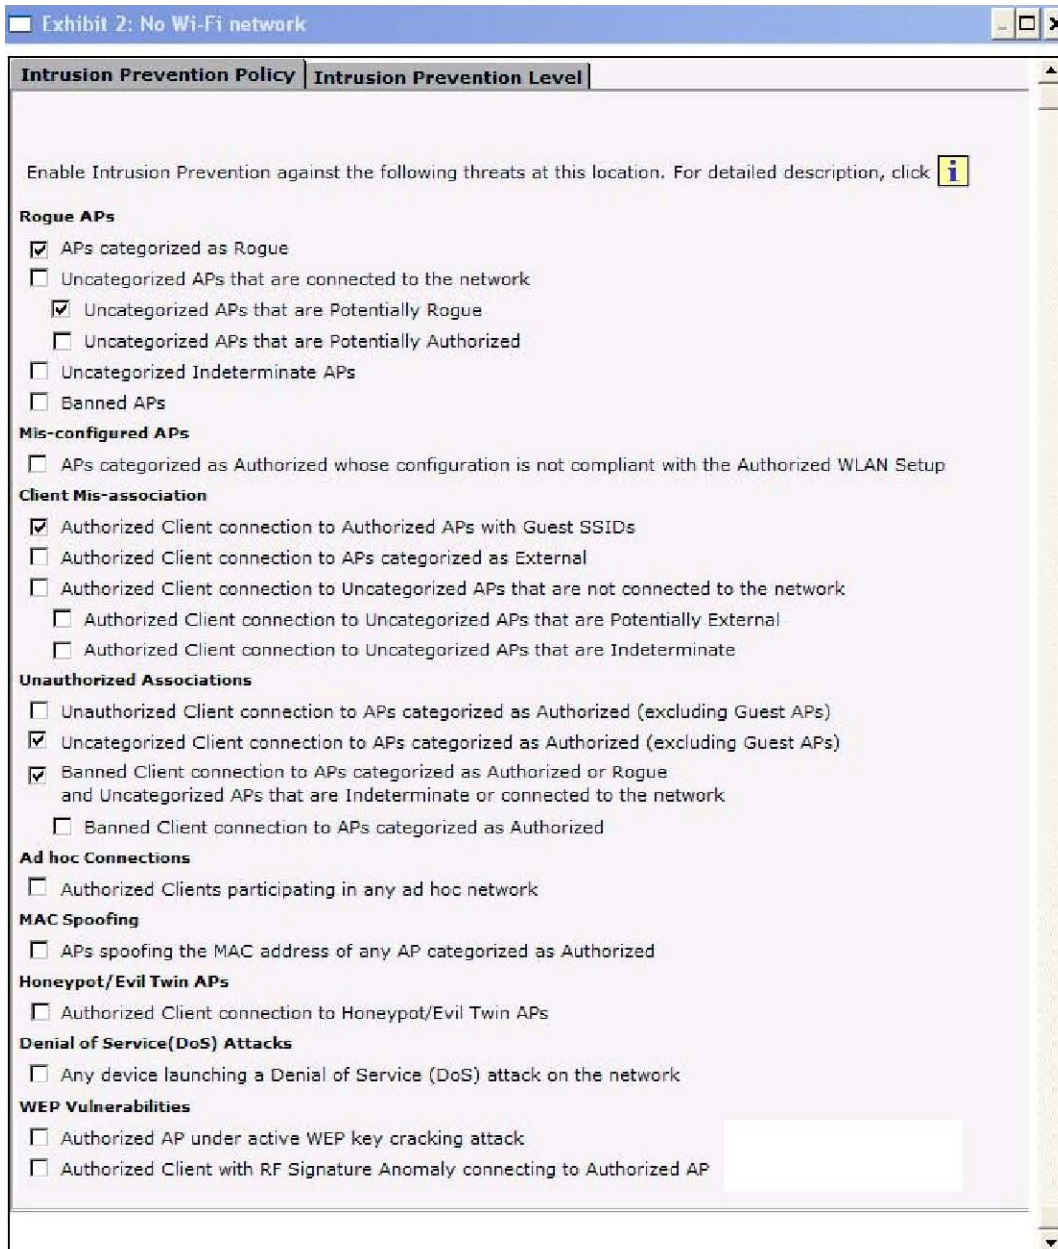 Exhibit 2: No Wi-Fi network
Intrusion Prevention Policy
Intrusion Prevention Level
Enable Intrusion Prevention against the following threats at this location. For detailed description, click i
Rogue APs
APs categorized as Rogue
Uncategorized APs that are connected to the network
Uncategorized APs that are Potentially Rogue
Uncategorized APs that are Potentially Authorized
Uncategorized Indeterminate APs
Banned APs
Mis-configured APs
APs categorized as Authorized whose configuration is not compliant with the Authorized WLAN Setup
Client Mis-association
Authorized Client connection to Authorized APs with Guest SSIDs
Authorized Client connection to APs categorized as External
Authorized Client connection to Uncategorized APs that are not connected to the network
Authorized Client connection to Uncategorized APs that are Potentially External
Authorized Client connection to Uncategorized APs that are Indeterminate
Unauthorized Associations
Unauthorized Client connection to APs categorized as Authorized (excluding Guest APs)
Uncategorized Client connection to APs categorized as Authorized (excluding Guest APs)
Banned Client connection to APs categorized as Authorized or Rogue
and Uncategorized APs that are Indeterminate or connected to the network
Banned Client connection to APs categorized as Authorized
Ad hoc Connections
Authorized Clients participating in any ad hoc network
MAC Spoofing
APs spoofing the MAC address of any AP categorized as Authorized
Honeypot/Evil Twin APs
Authorized Client connection to Honeypot/Evil Twin APs
Denial of Service(DoS) Attacks
Any device launching a Denial of Service (DoS) attack on the network
WEP Vulnerabilities
Authorized AP under active WEP key cracking attack
Authorized Client with RF Signature Anomaly connecting to Authorized AP